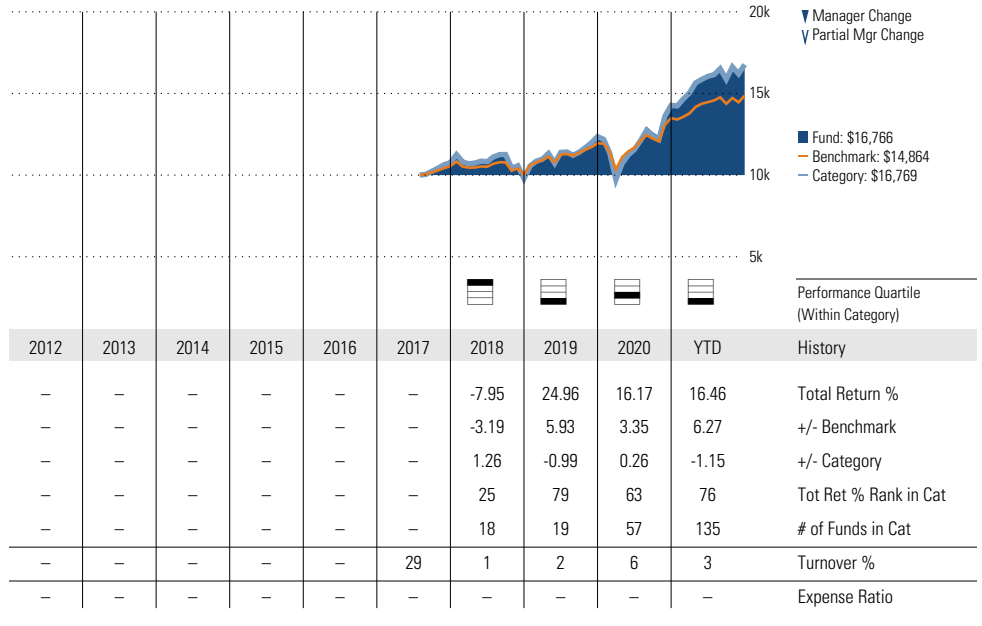 20k
15k
10k
5k
Manager Change
Partial Mgr Change
Fund: $16,766
Benchmark: $14,864
Category: $16,769
Performance Quartile
(Within Category)
2012 2013 2014 2015 2016 2017 2018 2019 2020 YTD History
– – – – – – -7.95 24.96 16.17 16.46 Total Return %
– – – – – – -3.19 5.93 3.35 6.27 +/- Benchmark
– – – – – – 1.26 -0.99 0.26 -1.15 +/- Category
– – – – – – 25 79 63 76 Tot Ret % Rank in Cat
– – – – – – 18 19 57 135 # of Funds in Cat
– – – – – 29 1 2 6 3 Turnover %
– – – – – – – – – – Expense Ratio